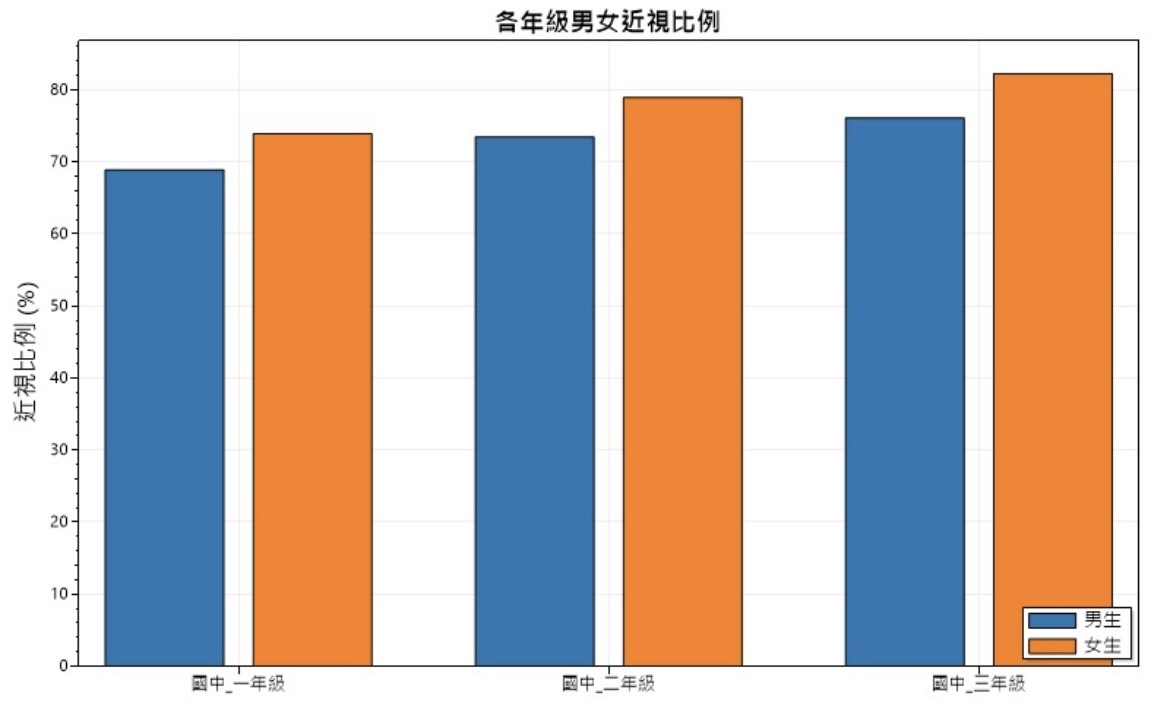 各年級男女近視比例
近視比例 (%)
80
70
60
50
40
30
20
10
0
國中_一年級
國中_二年級
國中_三年級
男生
女生